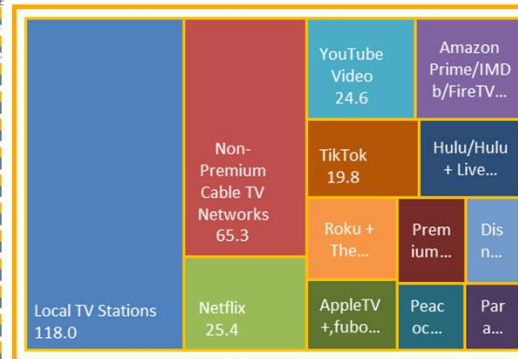 Local TV Stations
118.0
Non-
Premium
Cable TV
Networks
65.3
Netflix
25.4
YouTube
Video
24.6
Amazon
Prime/IMD
b/FireTV...
TikTok
19.8
Hulu/Hulu
+ Live...
Roku +
The...
Prem
ium...
Dis
n...
AppleTV
+,fubo...
Peac
oc...
Par
a...